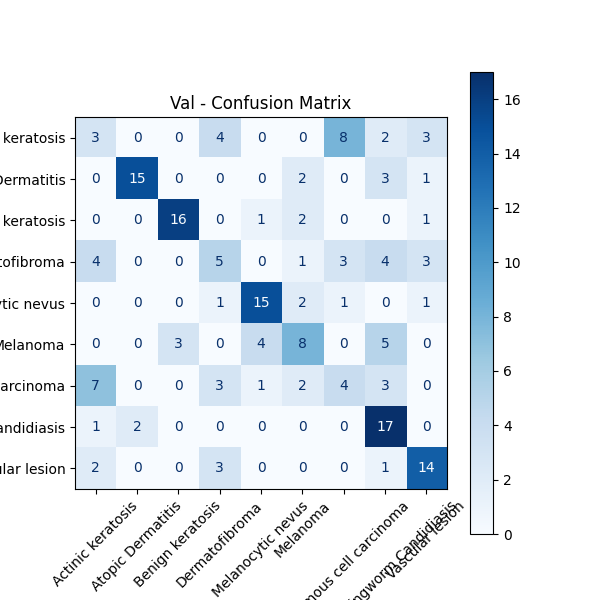 Val - Confusion Matrix
keratosis 3 0 0 4 0 0 8 2 3
Dermatitis 0 15 0 0 0 2 0 3 1
keratosis 0 0 16 0 1 2 0 0 1
tofibroma 4 0 0 5 0 1 3 4 3
ytic nevus 0 0 0 1 15 2 1 0 1
Melanoma 0 0 3 0 4 8 0 5 0
arcinoma 7 0 0 3 1 2 4 3 0
andidiasis 1 2 0 0 0 0 0 17 0
ular lesion 2 0 0 3 0 0 0 1 14
Actinic keratosis
Atopic Dermatitis
Benign keratosis
Dermatofibroma
Melanocytic nevus
Melanoma
mous cell carcinoma
ingworm Candidiasis
Vascular lesion
16
14
12
10
8
6
4
2
0